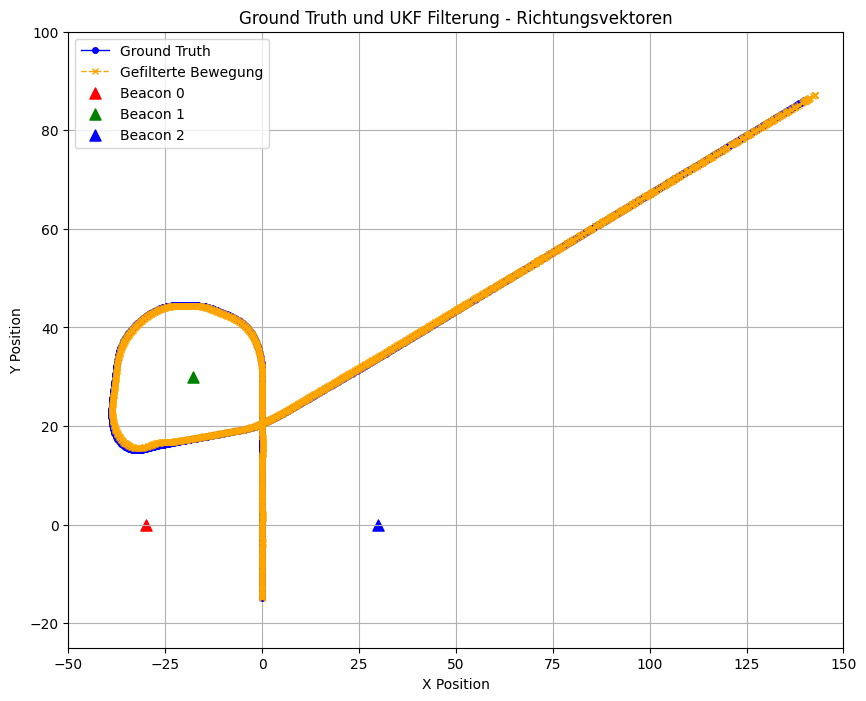 Ground Truth und UKF Filterung - Richtungsvektoren
Ground Truth
Gefilterte Bewegung
Beacon 0
Beacon 1
Beacon 2
100
80
60
40
20
0
−20
Y Position
−50
−25
0
25
50
75
100
125
150
X Position